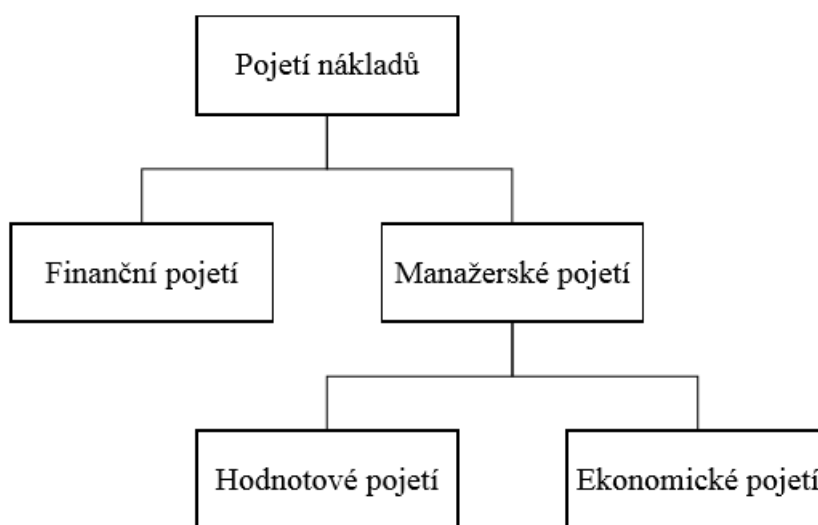 Pojetí nákladů
Finanční pojetí
Manažerské pojetí
Hodnotové pojetí
Ekonomické pojetí